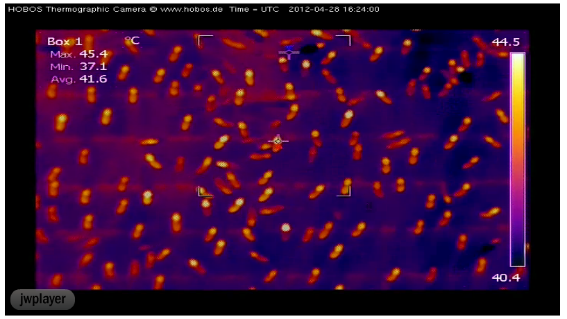 HOBOS Thermographic Camera © www.hobos.de Time = UTC 2012-04-28 16:24:00
Box 1 °C
Max. 45.4
Min. 37.1
Avg. 41.6
44.5
40.4
jwplayer